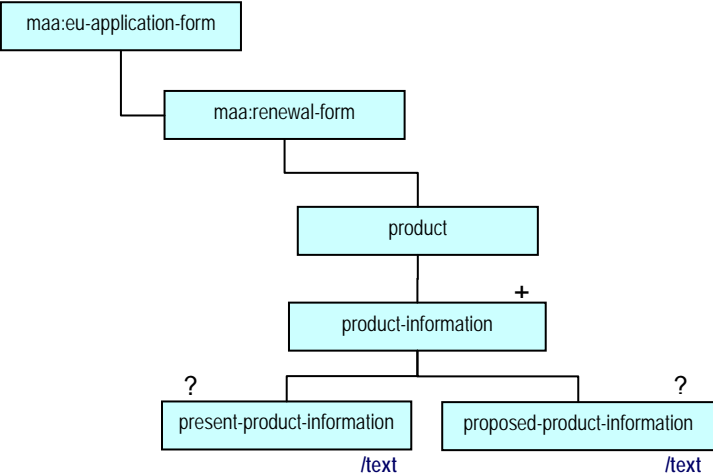 maa:eu-application-form
maa:renewal-form
product
+
product-information
? ?
present-product-information proposed-product-information
/text /text